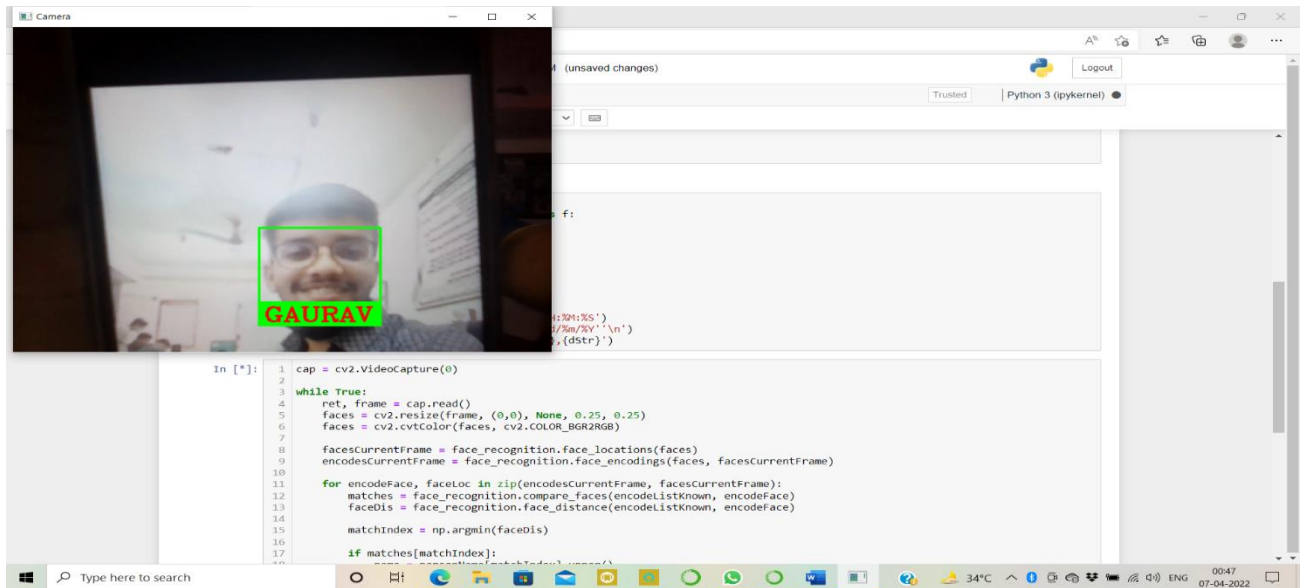 Camera
(unsaved changes)
Logout
Trusted
Python 3 (ipykernel)
f:
GAURAV
:%M:%S')
/%m/%Y''\n')
,{dStr}')
In [*]:
1 cap = cv2.VideoCapture(0)
2
3 while True:
4 ret, frame = cap.read()
5 faces = cv2.resize(frame, (0,0), None, 0.25, 0.25)
6 faces = cv2.cvtColor(faces, cv2.COLOR_BGR2RGB)
7
8 facesCurrentFrame = face_recognition.face_locations(faces)
9 encodesCurrentFrame = face_recognition.face_encodings(faces, facesCurrentFrame)
10
11 for encodeFace, faceLoc in zip(encodesCurrentFrame, facesCurrentFrame):
12 matches = face_recognition.compare_faces(encodeListKnown, encodeFace)
13 faceDis = face_recognition.face_distance(encodeListKnown, encodeFace)
14
15 matchIndex = np.argmin(faceDis)
16
17 if matches[matchIndex]:
Type here to search
34°C
ENG
00:47
07-04-2022